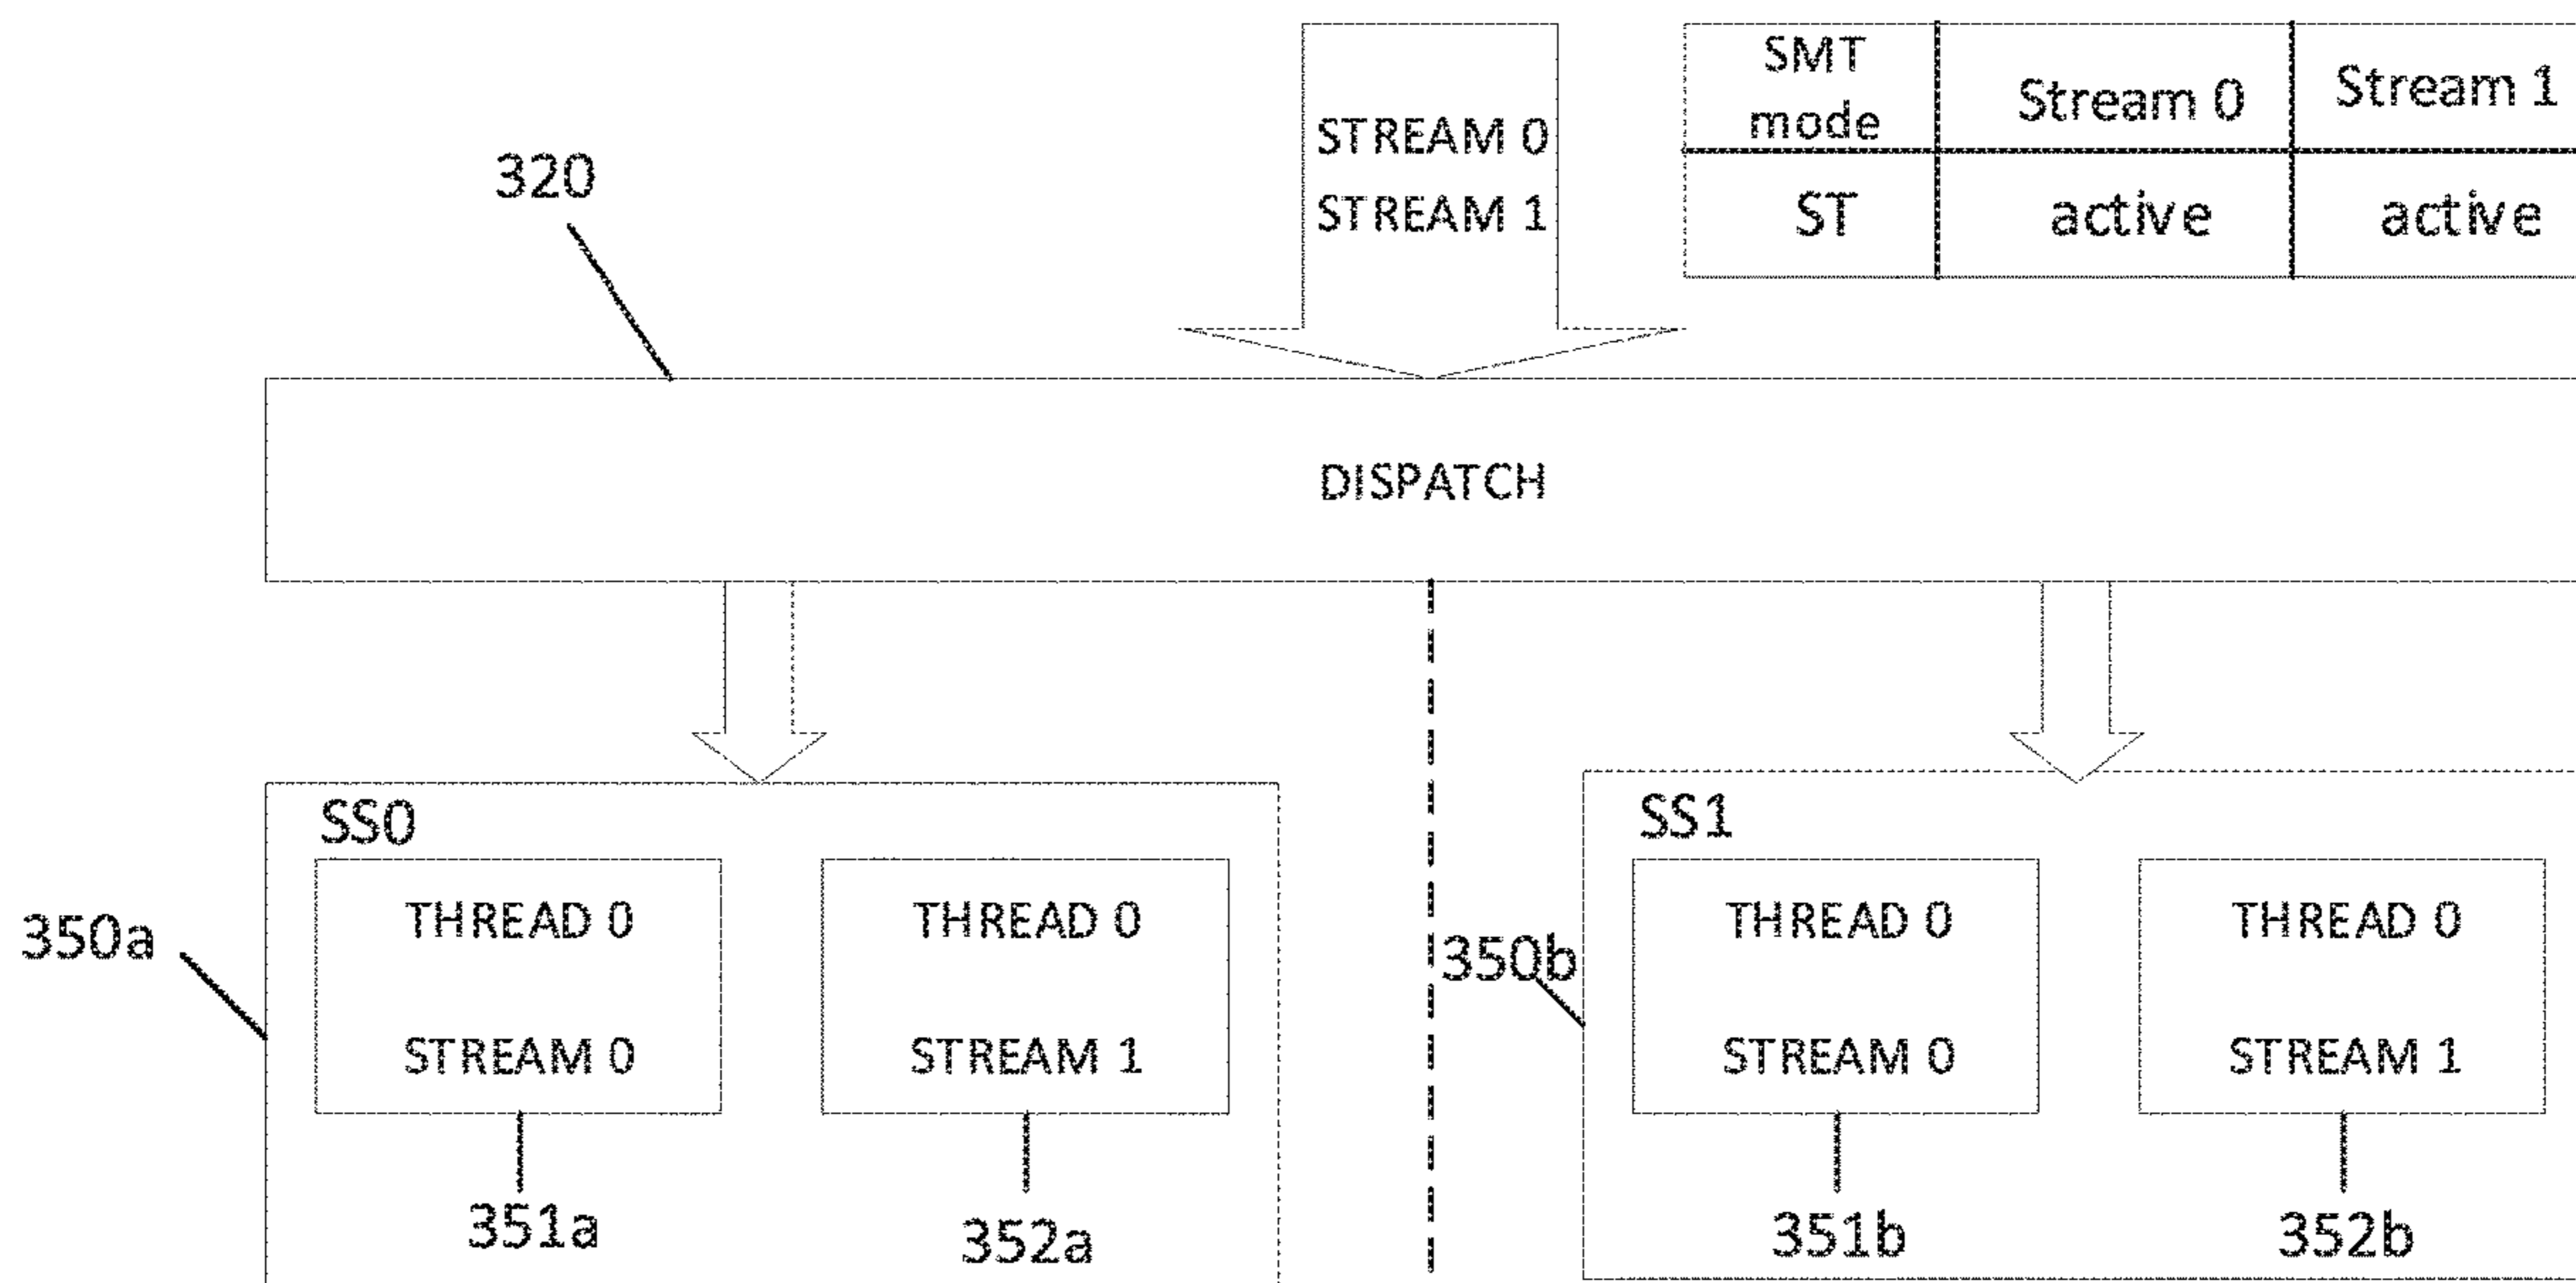 SMT
mode
Stream 0
Stream 1
ST
active
active
STREAM 0
STREAM 1
320
DISPATCH
SS0
SS1
THREAD 0
THREAD 0
THREAD 0
THREAD 0
350a
350b
STREAM 0
STREAM 1
STREAM 0
STREAM 1
351a
352a
351b
352b